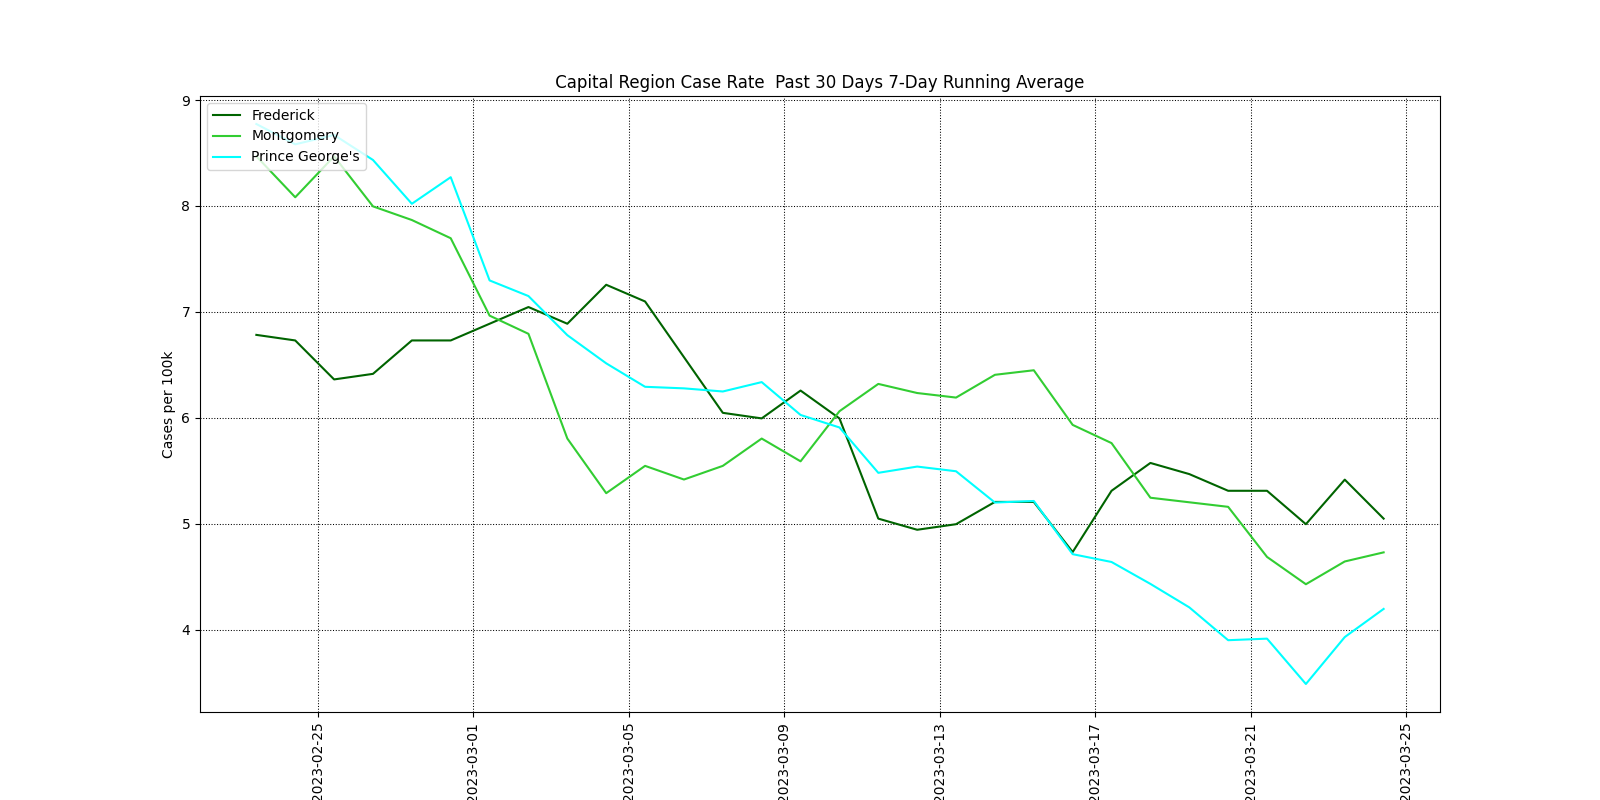 Capital Region Case Rate  Past 30 Days 7-Day Running Average
Frederick
Montgomery
Prince George's
Cases per 100k
9
8
7
6
5
4
2023-02-25
2023-03-01
2023-03-05
2023-03-09
2023-03-13
2023-03-17
2023-03-21
2023-03-25